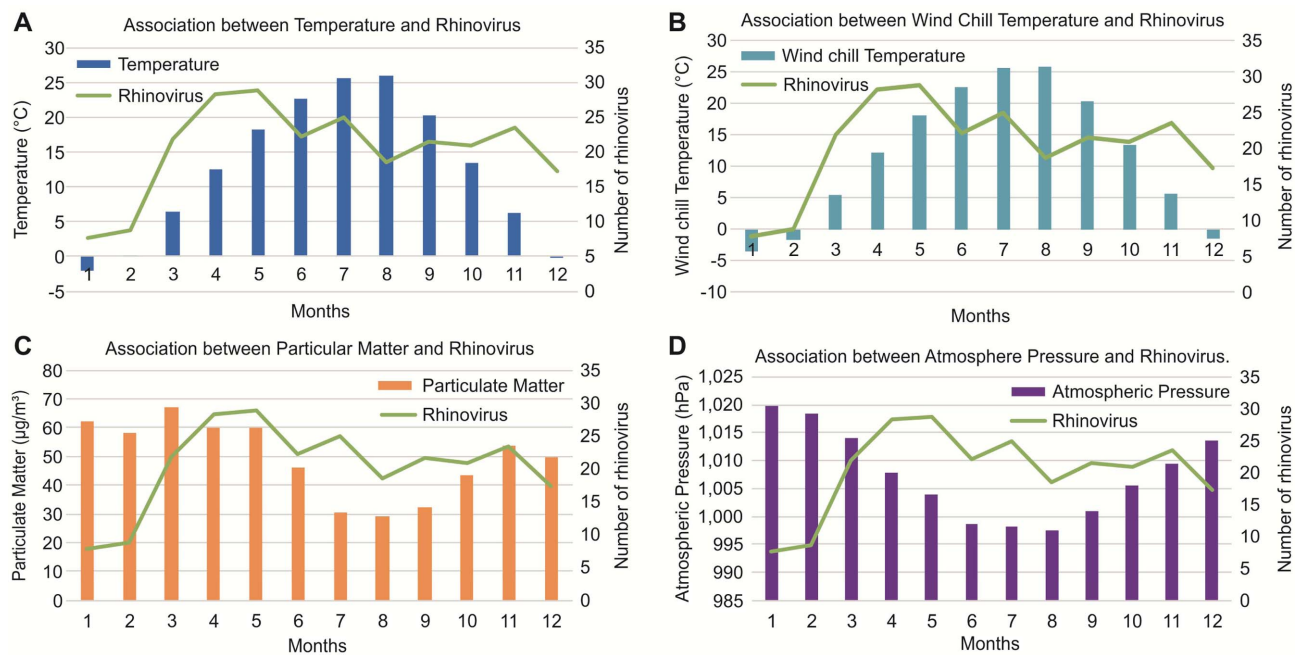 A
Association between Temperature and Rhinovirus
Temperature
Rhinovirus
Temperature (°C)
30
25
20
15
10
5
0
-5
35
30
25
20
15
10
5
0
Number of rhinovirus
1 2 3 4 5 6 7 8 9 10 11 12
Months
B
Association between Wind Chill Temperature and Rhinovirus
Wind chill Temperature
Rhinovirus
Wind chill Temperature (°C)
30
25
20
15
10
5
0
-5
-10
35
30
25
20
15
10
5
0
Number of rhinovirus
1 2 3 4 5 6 7 8 9 10 11 12
Months
C
Association between Particular Matter and Rhinovirus
Particulate Matter
Rhinovirus
Particulate Matter (µg/m³)
80
70
60
50
40
30
20
10
0
35
30
25
20
15
10
5
0
Number of rhinovirus
1 2 3 4 5 6 7 8 9 10 11 12
Months
D
Association between Atmosphere Pressure and Rhinovirus.
Atmospheric Pressure
Rhinovirus
Atmospheric Pressure (hPa)
1,025
1,020
1,015
1,010
1,005
1,000
995
990
985
35
30
25
20
15
10
5
0
Number of rhinovirus
1 2 3 4 5 6 7 8 9 10 11 12
Months